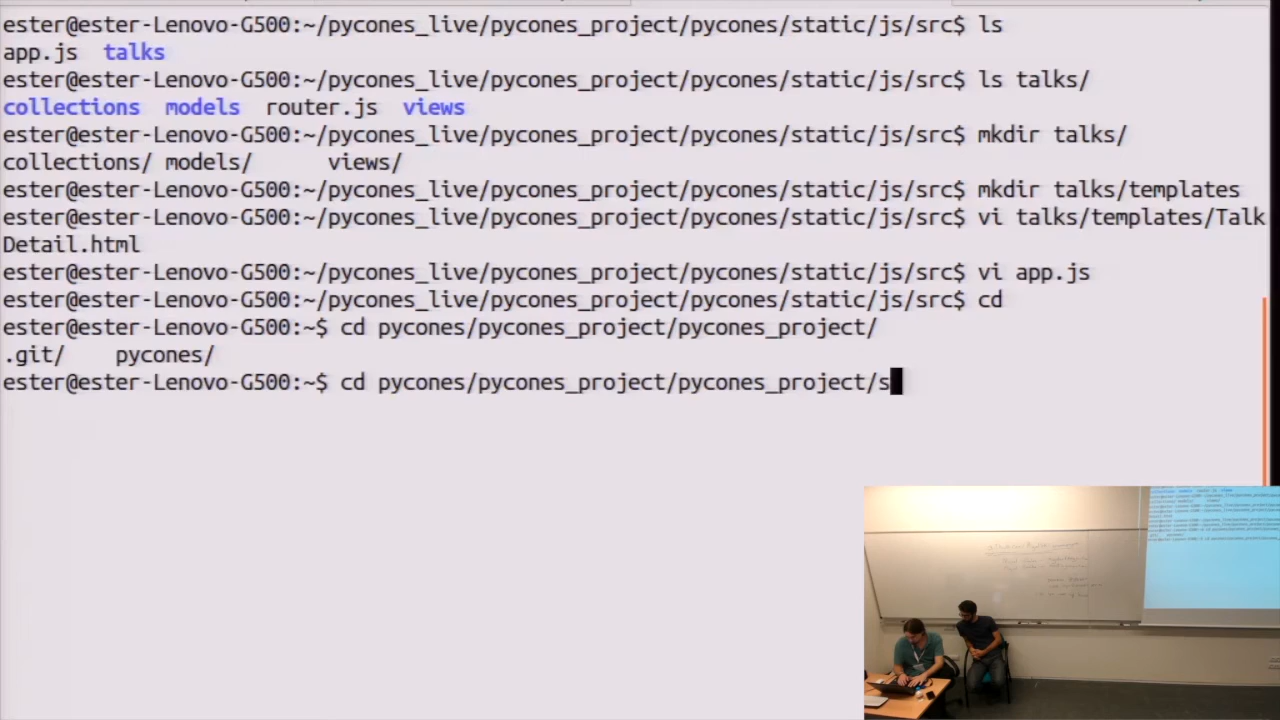 ester@ester-Lenovo-G500:~/pycones_live/pycones_project/pycones/static/js/src$ ls
app.js  talks
ester@ester-Lenovo-G500:~/pycones_live/pycones_project/pycones/static/js/src$ ls talks/
collections  models  router.js  views
ester@ester-Lenovo-G500:~/pycones_live/pycones_project/pycones/static/js/src$ mkdir talks/
collections/ models/      views/
ester@ester-Lenovo-G500:~/pycones_live/pycones_project/pycones/static/js/src$ mkdir talks/templates
ester@ester-Lenovo-G500:~/pycones_live/pycones_project/pycones/static/js/src$ vi talks/templates/Talk
Detail.html
ester@ester-Lenovo-G500:~/pycones_live/pycones_project/pycones/static/js/src$ vi app.js
ester@ester-Lenovo-G500:~/pycones_live/pycones_project/pycones/static/js/src$ cd
ester@ester-Lenovo-G500:~$ cd pycones/pycones_project/pycones_project/
.git/    pycones/
ester@ester-Lenovo-G500:~$ cd pycones/pycones_project/pycones_project/s